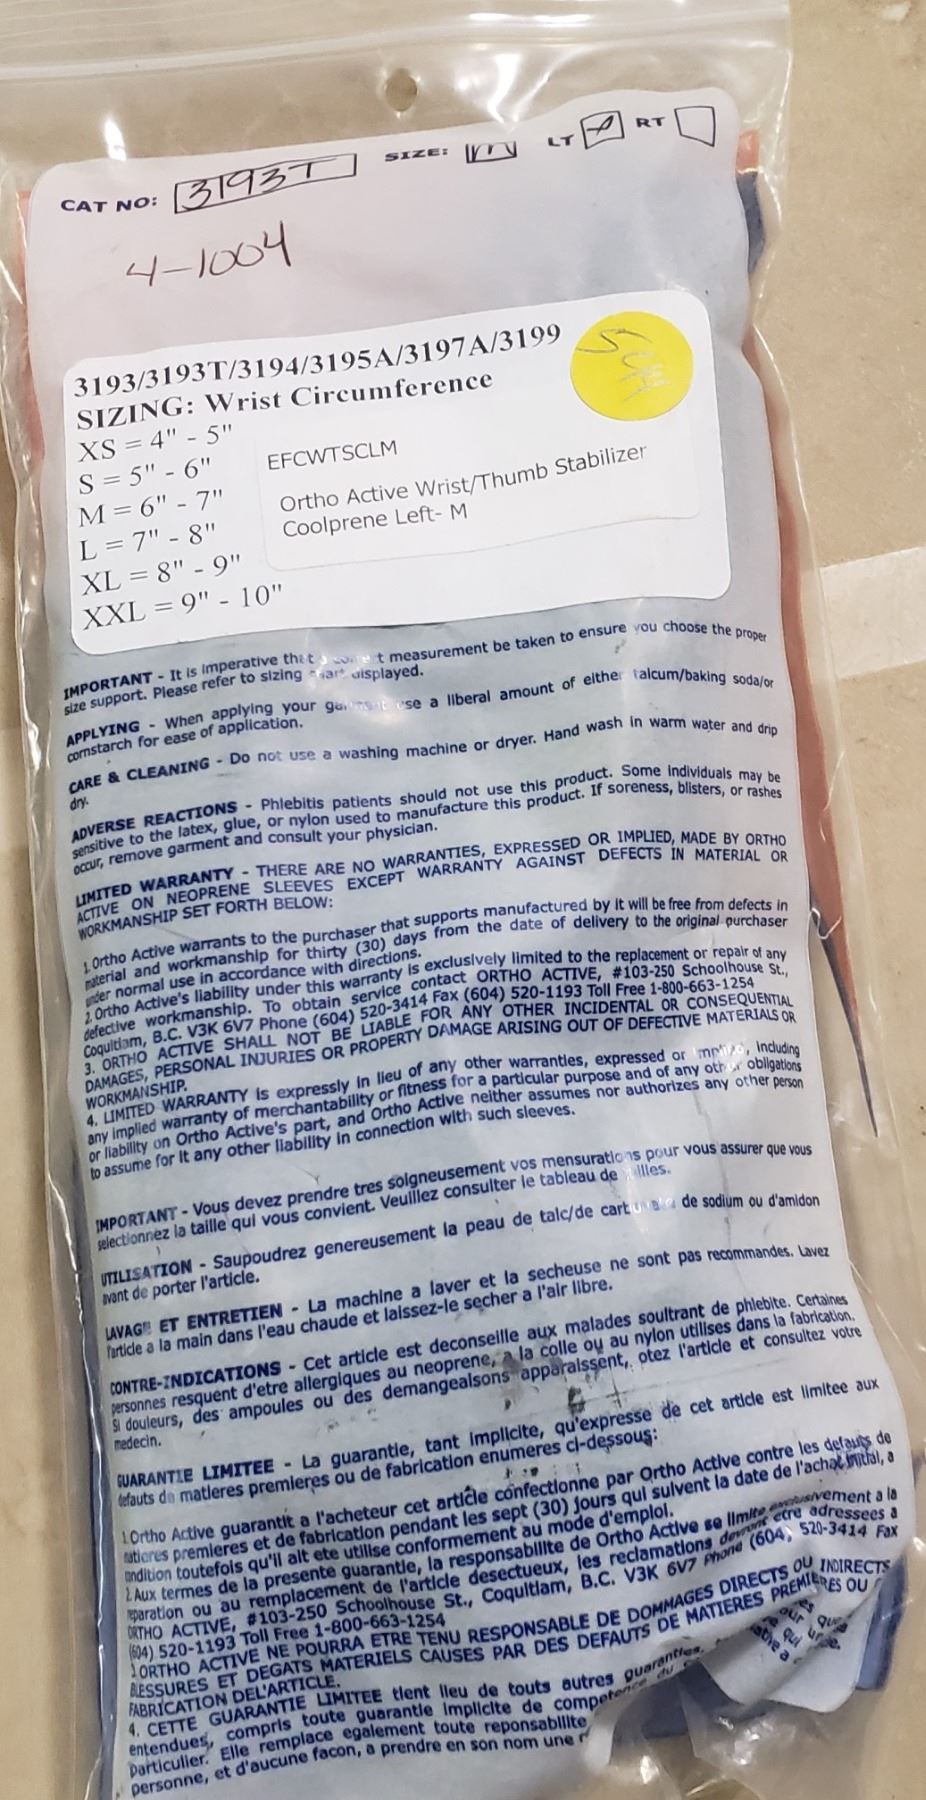 CAT NO: 3193T SIZE: m LT RT
4-1004
3193/3193T/3194/3195A/3197A/3199
SIZING: Wrist Circumference
XS = 4" - 5"
S = 5" - 6"
M = 6" - 7"
L = 7" - 8"
XL = 8" - 9"
XXL = 9" - 10"
EFCWTSCLM
Ortho Active Wrist/Thumb Stabilizer
Coolprene Left- M
IMPORTANT - It is imperative that t measurement be taken to ensure you choose the proper
size support. Please refer to sizing displayed.
APPLYING - When applying your use a liberal amount of either talcum/baking soda/or
cornstarch for ease of application.
CARE & CLEANING - Do not use a washing machine or dryer. Hand wash in warm water and drip
dry.
ADVERSE REACTIONS - Phlebitis patients should not use this product. Some individuals may be
sensitive to the latex, glue, or nylon used to manufacture this product. If soreness, blisters, or rashes
occur, remove garment and consult your physician.
LIMITED WARRANTY - THERE ARE NO WARRANTIES, EXPRESSED OR IMPLIED, MADE BY ORTHO
ACTIVE ON NEOPRENE SLEEVES EXCEPT WARRANTY AGAINST DEFECTS IN MATERIAL OR
WORKMANSHIP SET FORTH BELOW:
1. Ortho Active warrants to the purchaser that supports manufactured by it will be free from defects in
material and workmanship for thirty (30) days from the date of delivery to the original purchaser
under normal use in accordance with directions.
2. Ortho Active's liability under this warranty is exclusively limited to the replacement or repair of any
defective workmanship. To obtain service contact ORTHO ACTIVE, #103-250 Schoolhouse St.,
Coquitlam, B.C. V3K 6V7 Phone (604) 520-3414 Fax (604) 520-1193 Toll Free 1-800-663-1254
3. ORTHO ACTIVE SHALL NOT BE LIABLE FOR ANY OTHER INCIDENTAL OR CONSEQUENTIAL
DAMAGES, PERSONAL INJURIES OR PROPERTY DAMAGE ARISING OUT OF DEFECTIVE MATERIALS OR
WORKMANSHIP.
4. LIMITED WARRANTY is expressly in lieu of any other warranties, expressed or implied, including
any implied warranty of merchantability or fitness for a particular purpose and of any other obligations
or liability on Ortho Active's part, and Ortho Active neither assumes nor authorizes any other person
to assume for it any other liability in connection with such sleeves.
IMPORTANT - Vous devez prendre tres soigneusement vos mensurations pour vous assurer que vous
selectionnez la taille qui vous convient. Veuillez consulter le tableau de illes.
UTILISATION - Saupoudrez genereusement la peau de talc/de de sodium ou d'amidon
avant de porter l'article.
LAVAGE ET ENTRETIEN - La machine a laver et la secheuse ne sont pas recommandes. Lavez
l'article a la main dans l'eau chaude et laissez-le secher a l'air libre.
CONTRE-INDICATIONS - Cet article est deconseille aux malades soultrant de phlebite. Certaines
personnes resquent d'etre allergiques au neoprene, a la colle ou au nylon utilises dans la fabrication.
Si douleurs, des ampoules ou des demangeaisons apparaissent, otez l'article et consultez votre
medecin.
GUARANTIE LIMITEE - La guarantie, tant implicite, qu'expresse de cet article est limitee aux
defauts de matieres premieres ou de fabrication enumeres ci-dessous:
1.Ortho Active guarantit a l'acheteur cet article confectionne par Ortho Active contre les defauts de
matieres premieres et de fabrication pendant les sept (30) jours qui suivent la date de l'achat initial, a
condition toutefois qu'il ait ete utilise conformement au mode d'emploi.
2.Aux termes de la presente guarantie, la responsabilite de Ortho Active se limite exclusivement a la
reparation ou au remplacement de l'article desectueux, les reclamations devront etre adressees a
ORTHO ACTIVE, #103-250 Schoolhouse St., Coquitlam, B.C. V3K 6V7 Phone (604) 520-3414 Fax
(604) 520-1193 Toll Free 1-800-663-1254
ORTHO ACTIVE NE POURRA ETRE TENU RESPONSABLE DE DOMMAGES DIRECTS OU INDIRECTS
BLESSURES ET DEGATS MATERIELS CAUSES PAR DES DEFAUTS DE MATIERES PREMIERES OU
FABRICATION DEL'ARTICLE.
4. CETTE GUARANTIE LIMITEE tient lieu de touts autres guaranties,
entendues, compris toute guarantie implicite de competence du
particulier. Elle remplace egalement toute reponsabilite
personne, et d'aucune facon, a prendre en son nom une